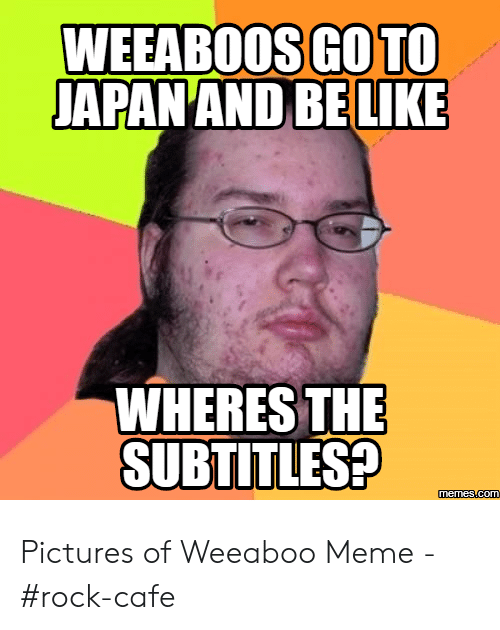 WEEABOOS GO TO
JAPAN AND BE LIKE
WHERES THE
SUBTITLES?
memes.com
Pictures of Weeaboo Meme -
#rock-cafe